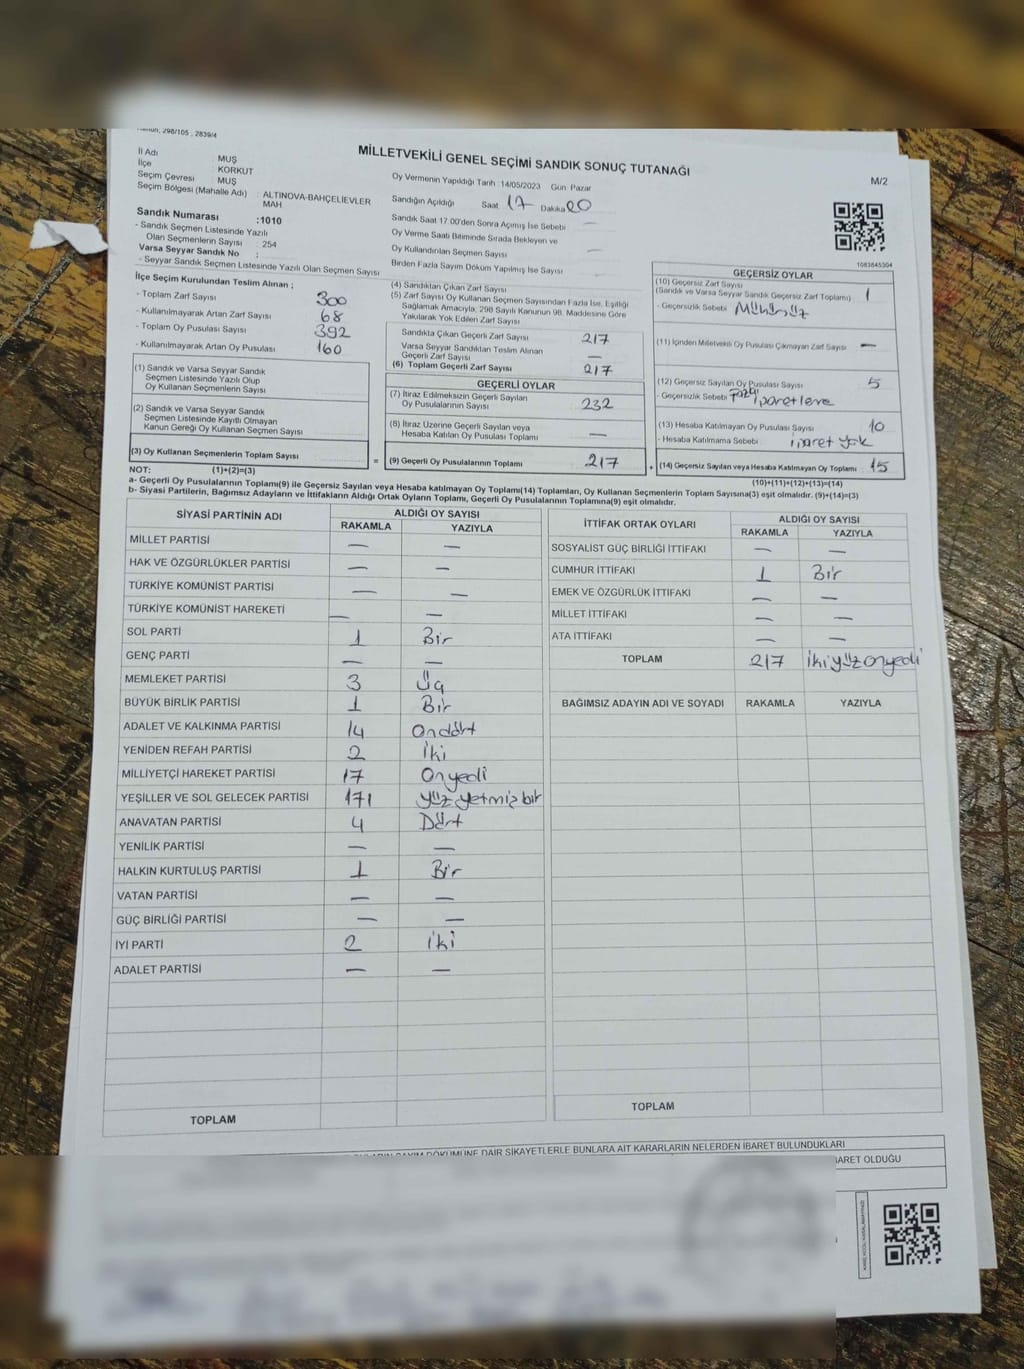 Kanun, 298/105 ; 2839/4
MİLLETVEKİLİ GENEL SEÇİMİ SANDIK SONUÇ TUTANAĞI
M/2
İl Adı : MUŞ
İlçe : KORKUT
Seçim Çevresi : MUŞ
Seçim Bölgesi (Mahalle Adı) : ALTINOVA-BAHÇELİEVLER MAH
Sandık Numarası :1010
- Sandık Seçmen Listesinde Yazılı
Olan Seçmenlerin Sayısı : 254
Varsa Seyyar Sandık No :
- Seyyar Sandık Seçmen Listesinde Yazılı Olan Seçmen Sayısı
Oy Vermenin Yapıldığı Tarih :14/05/2023 Gün Pazar
Sandığın Açıldığı Saat 17 Dakika 20
Sandık Saat 17.00'den Sonra Açımış İse Sebebi —
Oy Verme Saati Bitiminde Sırada Bekleyen ve
Oy Kullandırılan Seçmen Sayısı —
Birden Fazla Sayım Döküm Yapılmış İse Sayısı
1083645304
İlçe Seçim Kurulundan Teslim Alınan ;
- Toplam Zarf Sayısı 300
- Kullanılmayarak Artan Zarf Sayısı 68
- Toplam Oy Pusulası Sayısı 392
- Kullanılmayarak Artan Oy Pusulası 160
(1) Sandık ve Varsa Seyyar Sandık
Seçmen Listesinde Yazılı Olup
Oy Kullanan Seçmenlerin Sayısı
(2) Sandık ve Varsa Seyyar Sandık
Seçmen Listesinde Kayıtlı Olmayan
Kanun Gereği Oy Kullanan Seçmen Sayısı
(3) Oy Kullanan Seçmenlerin Toplam Sayısı
(4) Sandıktan Çıkan Zarf Sayısı
(5) Zarf Sayısı Oy Kullanan Seçmen Sayısından Fazla İse, Eşitliği
Sağlamak Amacıyla, 298 Sayılı Kanunun 98. Maddesine Göre
Yakılarak Yok Edilen Zarf Sayısı
Sandıkta Çıkan Geçerli Zarf Sayısı 217
Varsa Seyyar Sandıktan Teslim Alınan
Geçerli Zarf Sayısı —
(6) Toplam Geçerli Zarf Sayısı 217
GEÇERLİ OYLAR
(7) İtiraz Edilmeksizin Geçerli Sayılan
Oy Pusulalarının Sayısı 232
(8) İtiraz Üzerine Geçerli Sayılan veya
Hesaba Katılan Oy Pusulası Toplamı —
= (9) Geçerli Oy Pusulalarının Toplamı 217
GEÇERSİZ OYLAR
(10) Geçersiz Zarf Sayısı
(Sandık ve Varsa Seyyar Sandık Geçersiz Zarf Toplamı) 1
- Geçersizlik Sebebi Mühürsüz
(11) İçinden Milletvekili Oy Pusulası Çıkmayan Zarf Sayısı —
(12) Geçersiz Sayılan Oy Pusulası Sayısı 5
- Geçersizlik Sebebi Fazla işaretleme
(13) Hesaba Katılmayan Oy Pusulası Sayısı 10
- Hesaba Katılmama Sebebi işaret yok
+ (14) Geçersiz Sayılan veya Hesaba Katılmayan Oy Toplamı 15
NOT: (1)+(2)=(3)
(10)+(11)+(12)+(13)=(14)
a- Geçerli Oy Pusulalarının Toplamı(9) ile Geçersiz Sayılan veya Hesaba katılmayan Oy Toplamı(14) Toplamları, Oy Kullanan Seçmenlerin Toplam Sayısına(3) eşit olmalıdır. (9)+(14)=(3)
b- Siyasi Partilerin, Bağımsız Adayların ve İttifakların Aldığı Ortak Oyların Toplamı, Geçerli Oy Pusulalarının Toplamına(9) eşit olmalıdır.
SİYASİ PARTİNİN ADI ALDIĞI OY SAYISI
RAKAMLA YAZIYLA
MİLLET PARTİSİ — —
HAK VE ÖZGÜRLÜKLER PARTİSİ — —
TÜRKİYE KOMÜNİST PARTİSİ — —
TÜRKİYE KOMÜNİST HAREKETİ — —
SOL PARTİ 1 Bir
GENÇ PARTİ — —
MEMLEKET PARTİSİ 3 Üç
BÜYÜK BİRLİK PARTİSİ 1 Bir
ADALET VE KALKINMA PARTİSİ 14 Ondört
YENİDEN REFAH PARTİSİ 2 İki
MİLLİYETÇİ HAREKET PARTİSİ 17 Onyedi
YEŞİLLER VE SOL GELECEK PARTİSİ 171 yüz yetmiş bir
ANAVATAN PARTİSİ 4 Dört
YENİLİK PARTİSİ — —
HALKIN KURTULUŞ PARTİSİ 1 Bir
VATAN PARTİSİ — —
GÜÇ BİRLİĞİ PARTİSİ — —
İYİ PARTİ 2 iki
ADALET PARTİSİ — —
TOPLAM
İTTİFAK ORTAK OYLARI ALDIĞI OY SAYISI
RAKAMLA YAZIYLA
SOSYALİST GÜÇ BİRLİĞİ İTTİFAKI — —
CUMHUR İTTİFAKI 1 Bir
EMEK VE ÖZGÜRLÜK İTTİFAKI — —
MİLLET İTTİFAKI — —
ATA İTTİFAKI — —
TOPLAM 217 ikiyüz onyedi
BAĞIMSIZ ADAYIN ADI VE SOYADI RAKAMLA YAZIYLA
TOPLAM
DÖKÜMÜNE DAİR ŞİKAYETLERLE BUNLARA AİT KARARLARIN NELERDEN İBARET BULUNDUKLARI
İBARET OLDUĞU